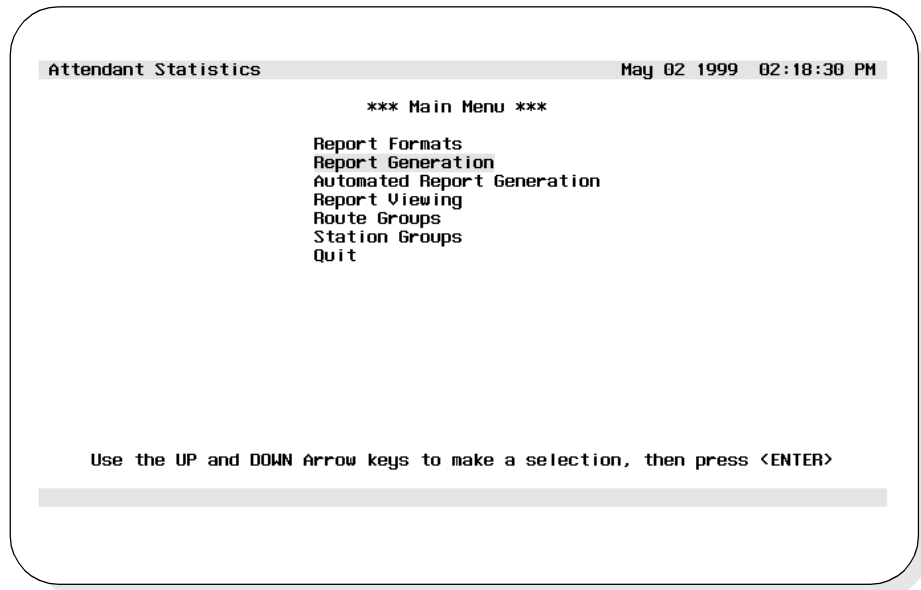 Attendant Statistics May 02 1999 02:18:30 PM
*** Main Menu ***
Report Formats
Report Generation
Automated Report Generation
Report Viewing
Route Groups
Station Groups
Quit
Use the UP and DOWN Arrow keys to make a selection, then press <ENTER>